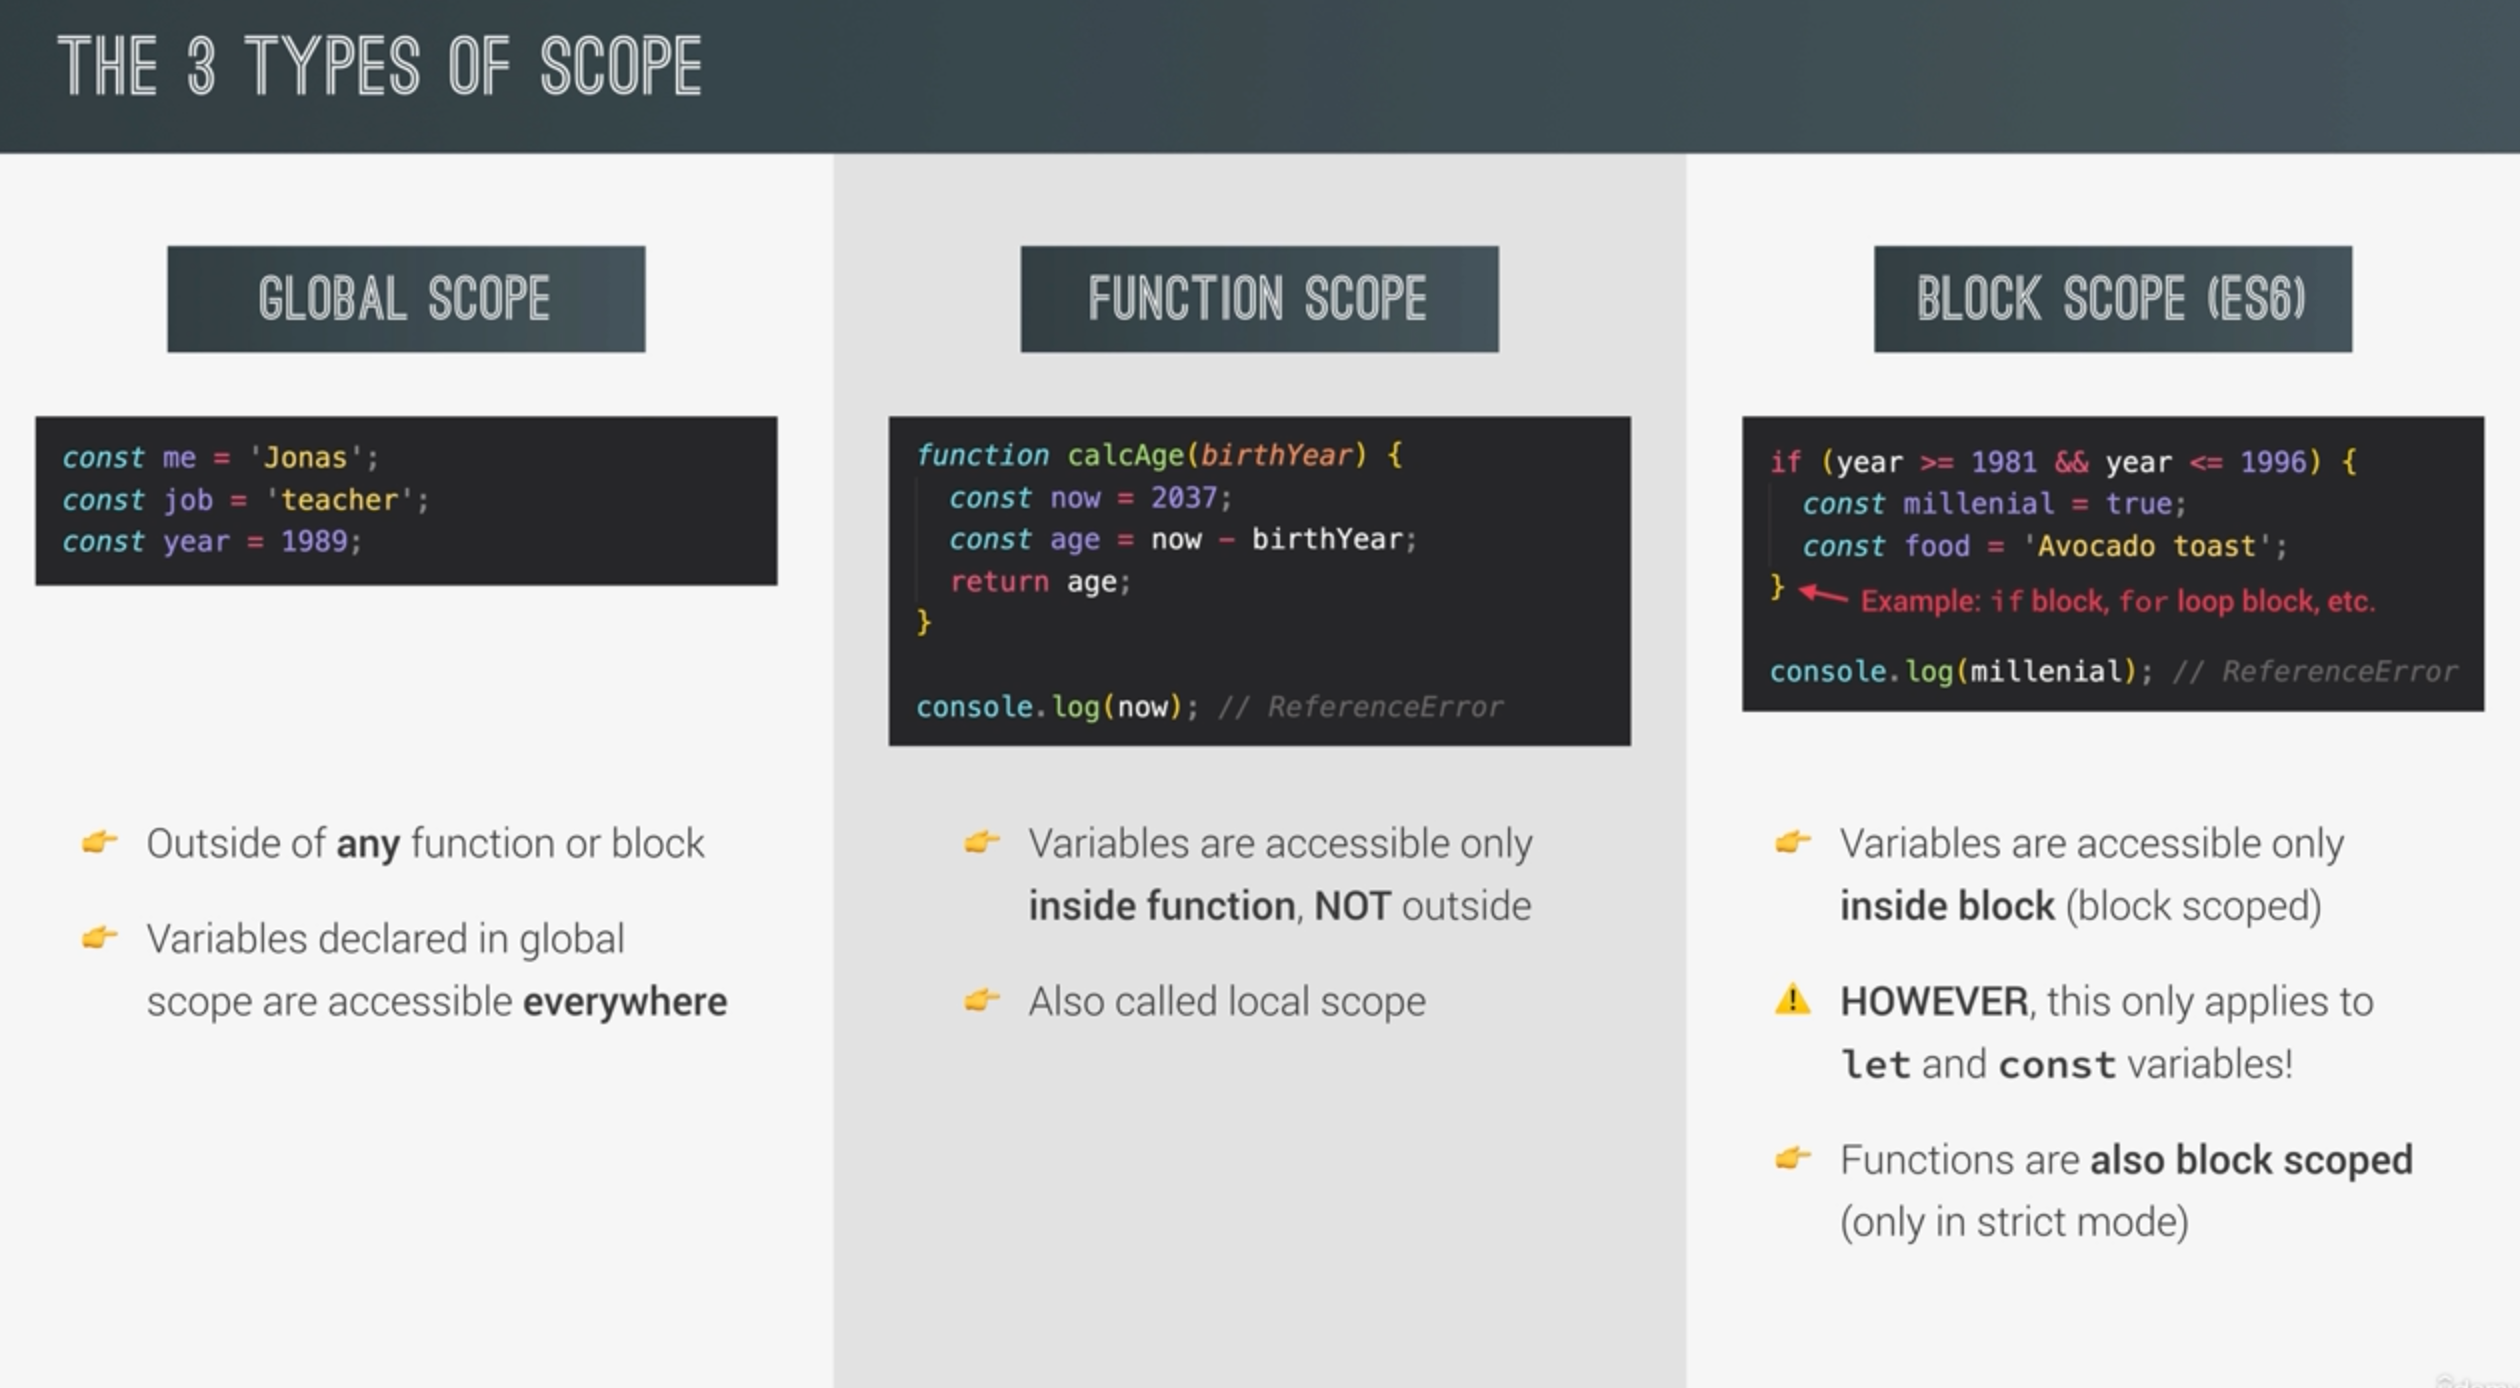 THE 3 TYPES OF SCOPE
GLOBAL SCOPE
const me = 'Jonas';
const job = 'teacher';
const year = 1989;
Outside of any function or block
Variables declared in global
scope are accessible everywhere
FUNCTION SCOPE
function calcAge(birthYear) {
  const now = 2037;
  const age = now - birthYear;
  return age;
}
console.log(now); // ReferenceError
Variables are accessible only
inside function, NOT outside
Also called local scope
BLOCK SCOPE (ES6)
if (year >= 1981 && year <= 1996) {
  const millenial = true;
  const food = 'Avocado toast';
} Example: if block, for loop block, etc.
console.log(millenial); // ReferenceError
Variables are accessible only
inside block (block scoped)
HOWEVER, this only applies to
let and const variables!
Functions are also block scoped
(only in strict mode)